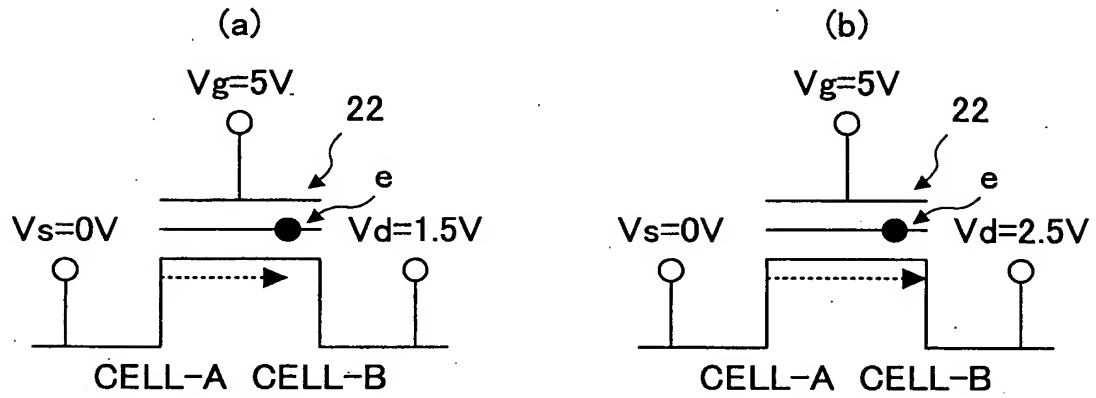 (a)
Vg=5V
22
e
Vs=0V
Vd=1.5V
CELL-A CELL-B
(b)
Vg=5V
22
e
Vs=0V
Vd=2.5V
CELL-A CELL-B